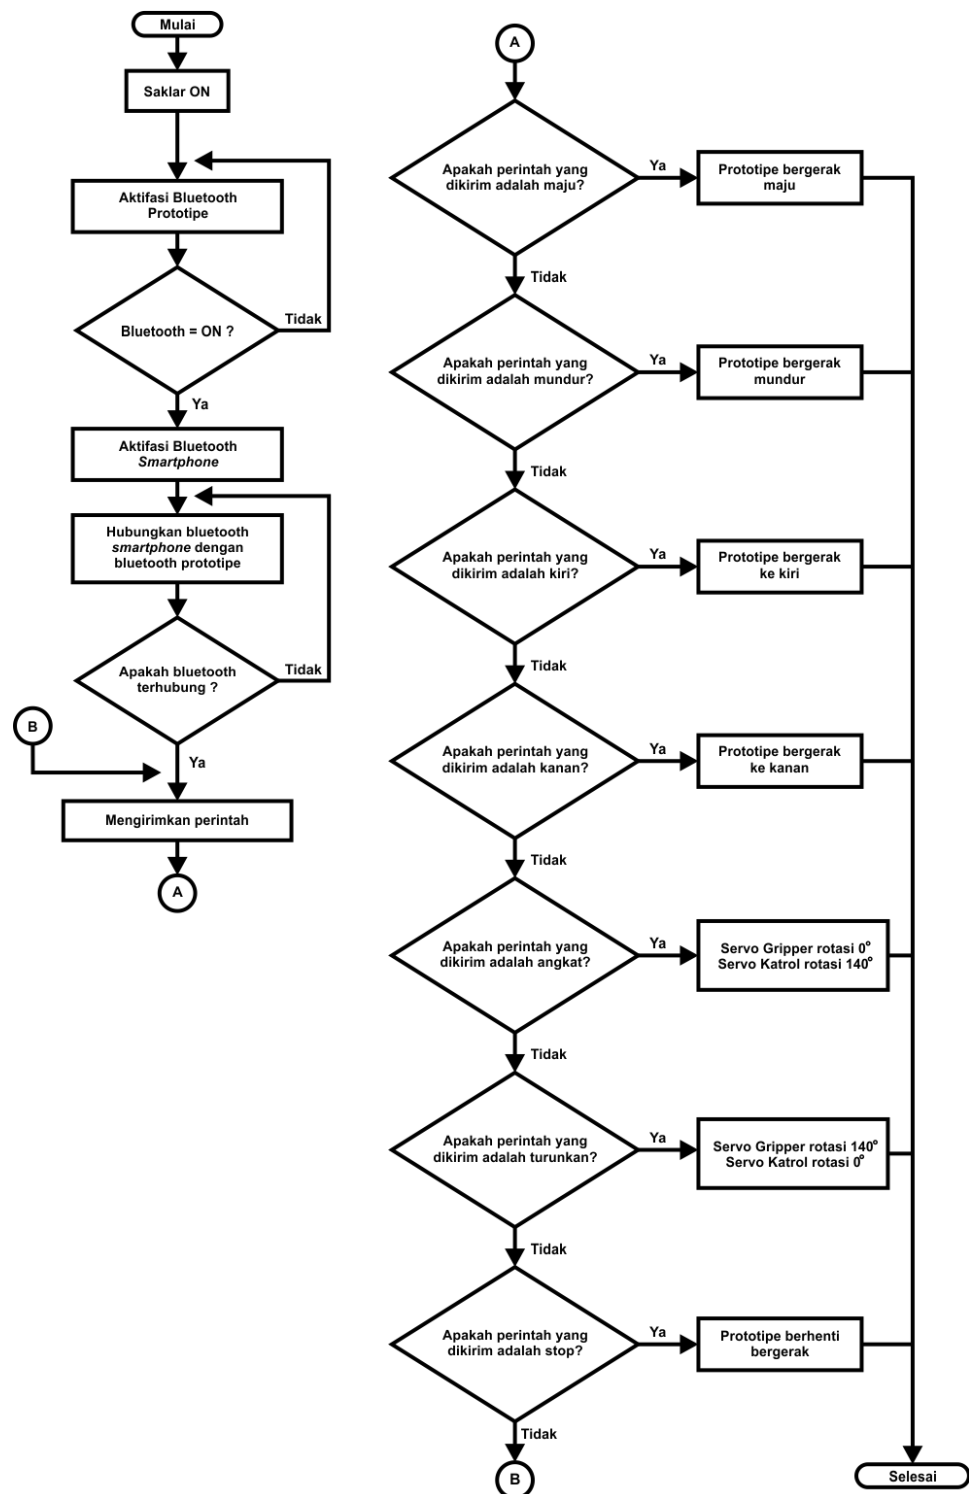 Mulai
Saklar ON
Aktifasi Bluetooth
Prototipe
Bluetooth = ON ?
Tidak
Ya
Aktifasi Bluetooth
Smartphone
Hubungkan bluetooth
smartphone dengan
bluetooth prototipe
Apakah bluetooth
terhubung ?
Tidak
B
Ya
Mengirimkan perintah
A
A
Apakah perintah yang
dikirim adalah maju?
Ya
Prototipe bergerak
maju
Tidak
Apakah perintah yang
dikirim adalah mundur?
Ya
Prototipe bergerak
mundur
Tidak
Apakah perintah yang
dikirim adalah kiri?
Ya
Prototipe bergerak
ke kiri
Tidak
Apakah perintah yang
dikirim adalah kanan?
Ya
Prototipe bergerak
ke kanan
Tidak
Apakah perintah yang
dikirim adalah angkat?
Ya
Servo Gripper rotasi 0°
Servo Katrol rotasi 140°
Tidak
Apakah perintah yang
dikirim adalah turunkan?
Ya
Servo Gripper rotasi 140°
Servo Katrol rotasi 0°
Tidak
Apakah perintah yang
dikirim adalah stop?
Ya
Prototipe berhenti
bergerak
Tidak
B
Selesai